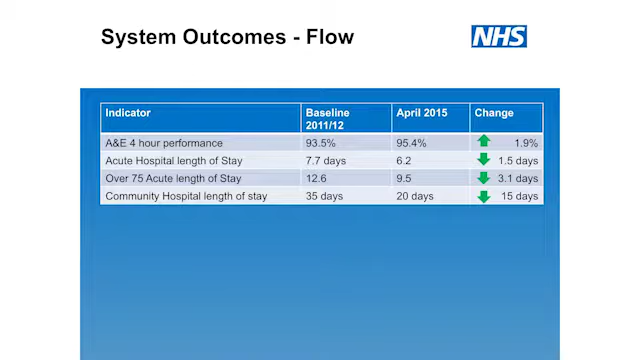 System Outcomes - Flow
NHS
Indicator Baseline 2011/12 April 2015 Change
A&E 4 hour performance 93.5% 95.4% 1.9%
Acute Hospital length of Stay 7.7 days 6.2 1.5 days
Over 75 Acute length of Stay 12.6 9.5 3.1 days
Community Hospital length of stay 35 days 20 days 15 days